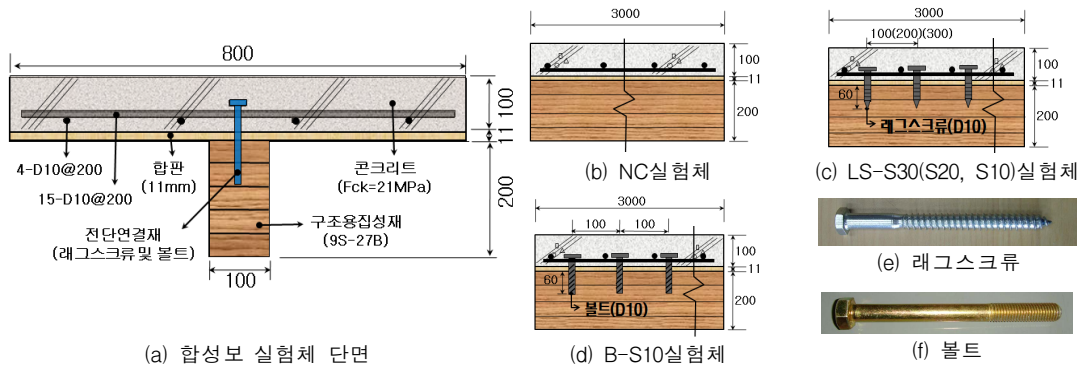 800
100
11
200
4-D10@200
15-D10@200
합판
(11mm)
콘크리트
(Fck=21MPa)
전단연결재
(래그스크류 및 볼트)
구조용집성재
(9S-27B)
100
(a) 합성보 실험체 단면
3000
100
11
200
(b) NC실험체
3000
100(200)(300)
100
11
60
200
래그스크류(D10)
(c) LS-S30(S20, S10)실험체
3000
100
100
100
11
60
200
볼트(D10)
(d) B-S10실험체
(e) 래그스크류
(f) 볼트